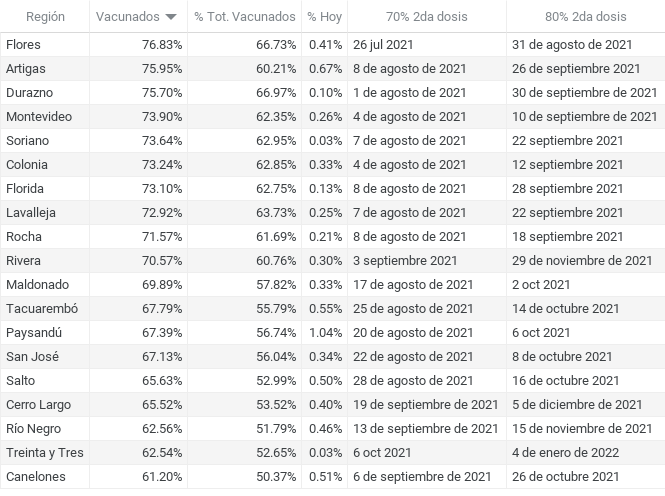 Región Vacunados % Tot. Vacunados % Hoy 70% 2da dosis 80% 2da dosis
Flores 76.83% 66.73% 0.41% 26 jul 2021 31 de agosto de 2021
Artigas 75.95% 60.21% 0.67% 8 de agosto de 2021 26 de septiembre de 2021
Durazno 75.70% 66.97% 0.10% 1 de agosto de 2021 30 de septiembre de 2021
Montevideo 73.90% 62.35% 0.26% 4 de agosto de 2021 10 de septiembre de 2021
Soriano 73.64% 62.95% 0.03% 7 de agosto de 2021 22 septiembre 2021
Colonia 73.24% 62.85% 0.33% 4 de agosto de 2021 12 septiembre 2021
Florida 73.10% 62.75% 0.13% 8 de agosto de 2021 28 septiembre 2021
Lavalleja 72.92% 63.73% 0.25% 7 de agosto de 2021 22 septiembre 2021
Rocha 71.57% 61.69% 0.21% 8 de agosto de 2021 18 septiembre 2021
Rivera 70.57% 60.76% 0.30% 3 septiembre 2021 29 de noviembre de 2021
Maldonado 69.89% 57.82% 0.33% 17 de agosto de 2021 2 oct 2021
Tacuarembó 67.79% 55.79% 0.55% 25 de agosto de 2021 14 de octubre 2021
Paysandú 67.39% 56.74% 1.04% 20 de agosto de 2021 6 oct 2021
San José 67.13% 56.04% 0.34% 22 de agosto de 2021 8 de octubre 2021
Salto 65.63% 52.99% 0.50% 28 de agosto de 2021 16 de octubre 2021
Cerro Largo 65.52% 53.52% 0.40% 19 de septiembre de 2021 5 de diciembre de 2021
Río Negro 62.56% 51.79% 0.46% 13 de septiembre de 2021 15 de noviembre de 2021
Treinta y Tres 62.54% 52.65% 0.03% 6 oct 2021 4 de enero de 2022
Canelones 61.20% 50.37% 0.51% 6 de septiembre de 2021 26 de octubre 2021